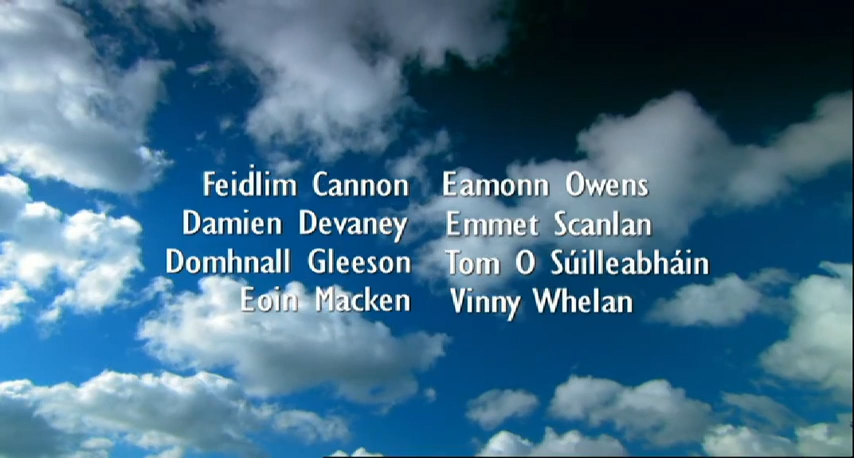 Feidlim Cannon Eamonn Owens
Damien Devaney Emmet Scanlan
Domhnall Gleeson Tom O Súilleabháin
Eoin Macken Vinny Whelan